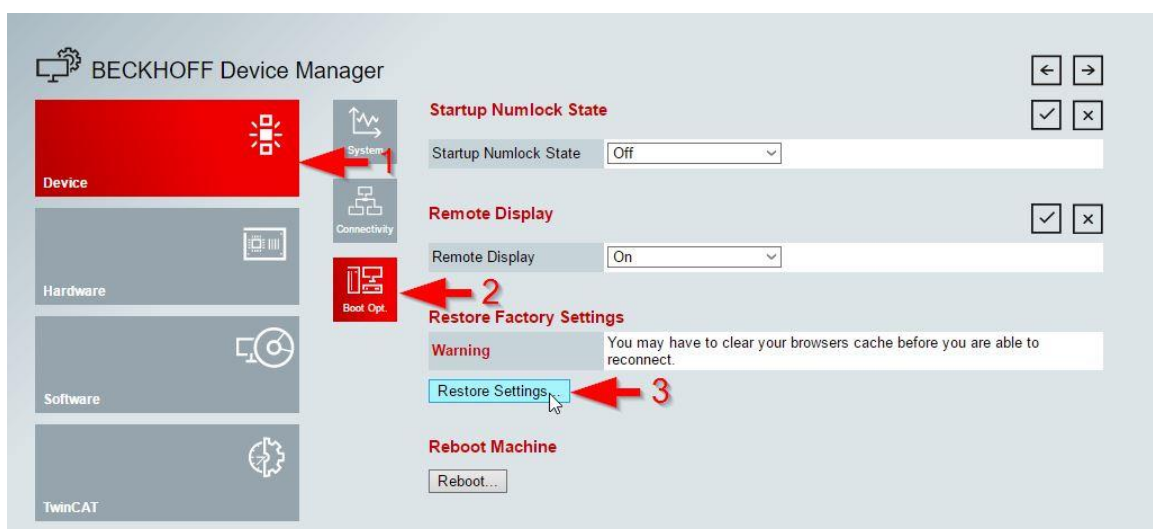 BECKHOFF Device Manager
Device
1
System
Connectivity
Boot Opt.
2
Hardware
Software
TwinCAT
Startup Numlock State
Startup Numlock State Off
Remote Display
Remote Display On
Restore Factory Settings
Warning You may have to clear your browsers cache before you are able to
reconnect.
Restore Settings...
3
Reboot Machine
Reboot...